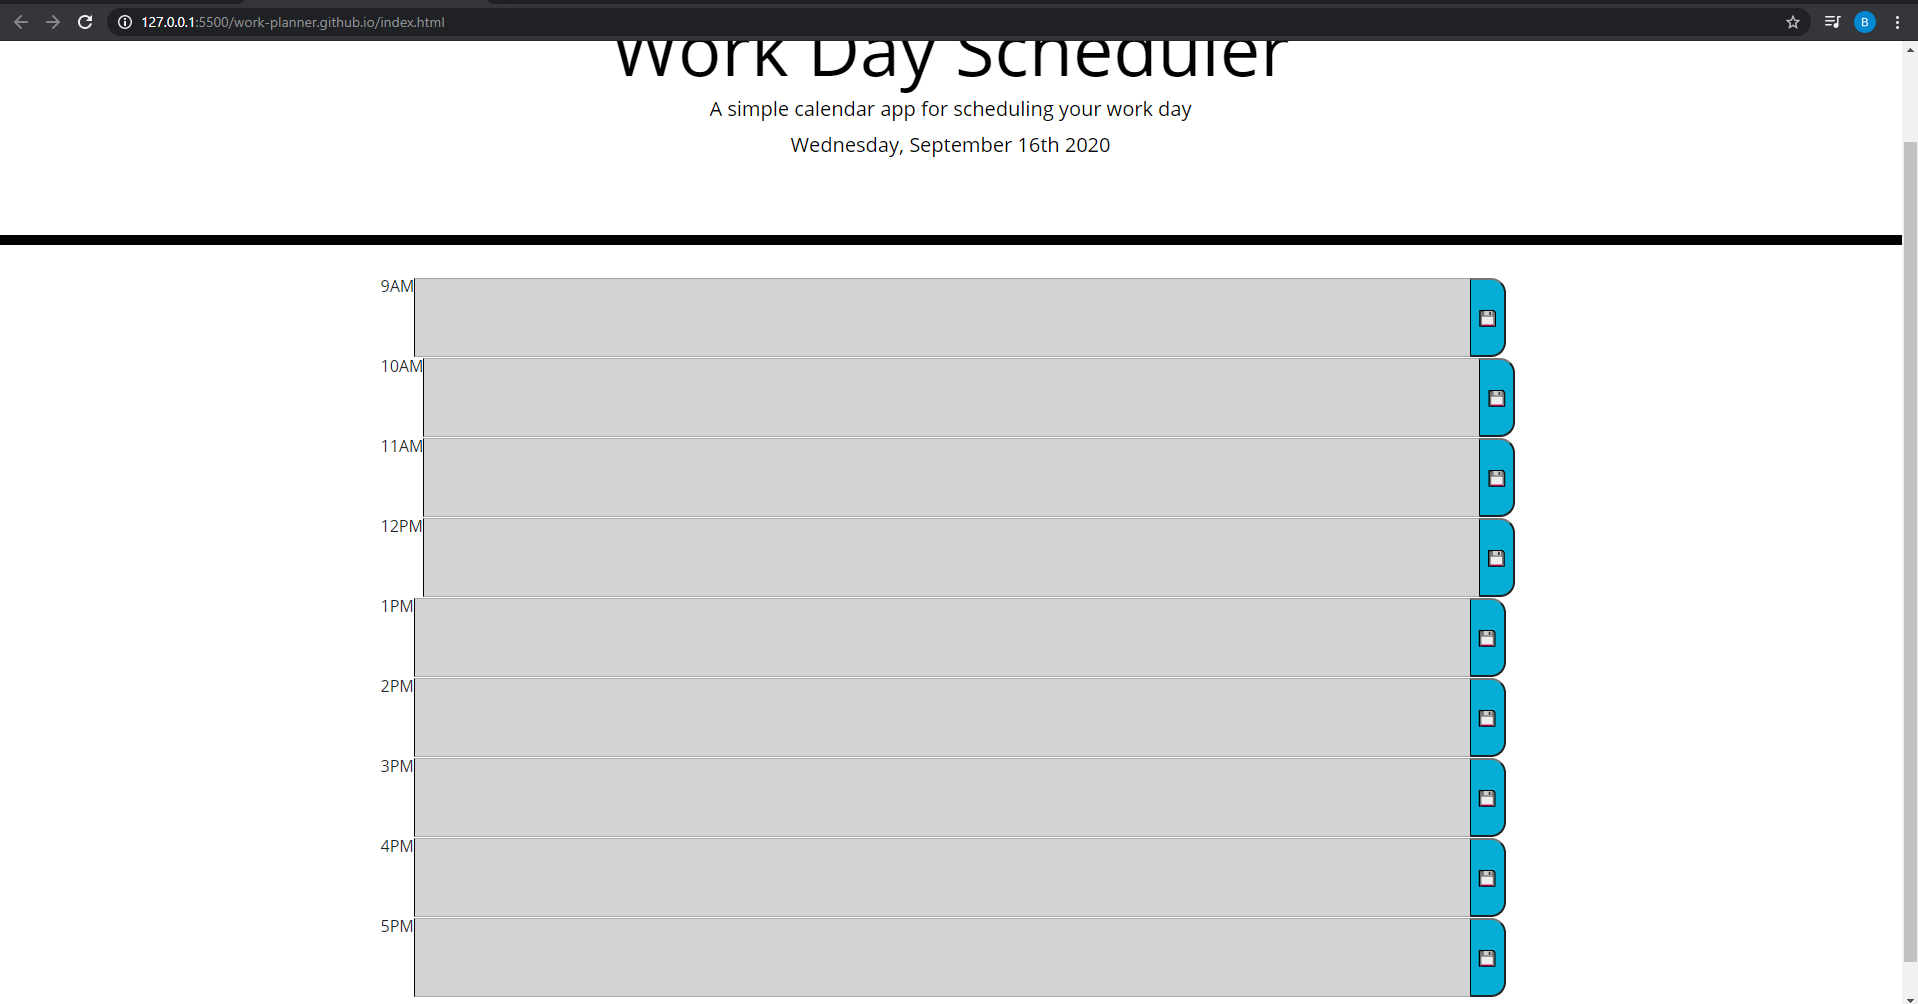 127.0.0.1:5500/work-planner.github.io/index.html
B
Work Day Scheduler
A simple calendar app for scheduling your work day
Wednesday, September 16th 2020
9AM
10AM
11AM
12PM
1PM
2PM
3PM
4PM
5PM